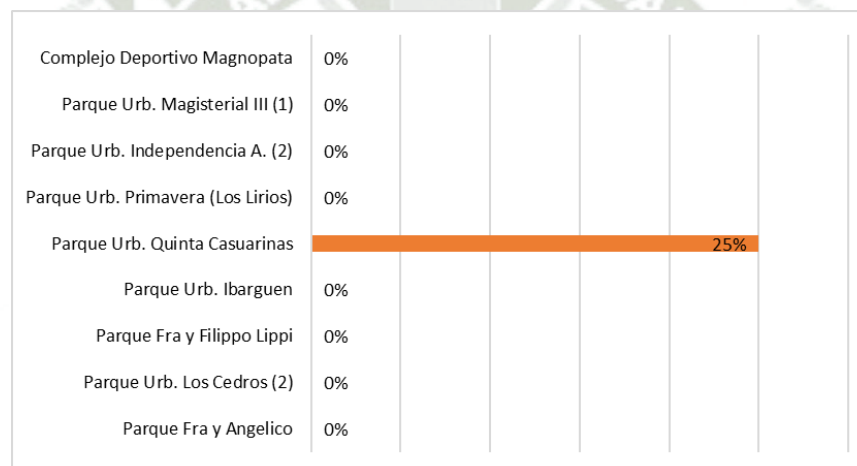 Complejo Deportivo Magnopata 0%
Parque Urb. Magisterial III (1) 0%
Parque Urb. Independencia A. (2) 0%
Parque Urb. Primavera (Los Lirios) 0%
Parque Urb. Quinta Casuarinas 25%
Parque Urb. Ibarguen 0%
Parque Fra y Filippo Lippi 0%
Parque Urb. Los Cedros (2) 0%
Parque Fra y Angelico 0%